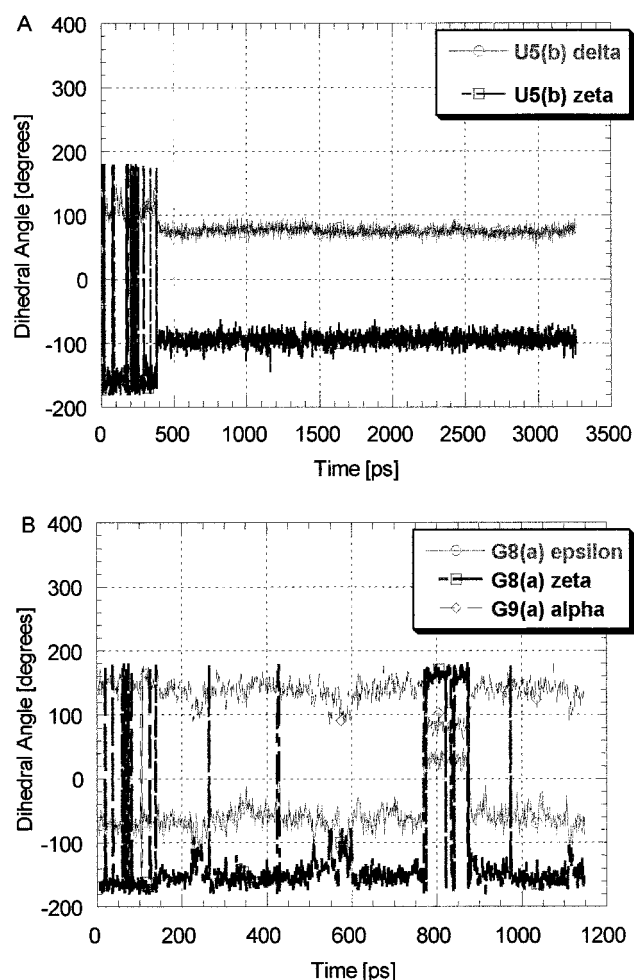 A
400
300
200
100
0
-100
-200
Dihedral Angle [degrees]
U5(b) delta
U5(b) zeta
0 500 1000 1500 2000 2500 3000 3500
Time [ps]
B
400
300
200
100
0
-100
-200
Dihedral Angle [degrees]
G8(a) epsilon
G8(a) zeta
G9(a) alpha
0 200 400 600 800 1000 1200
Time [ps]